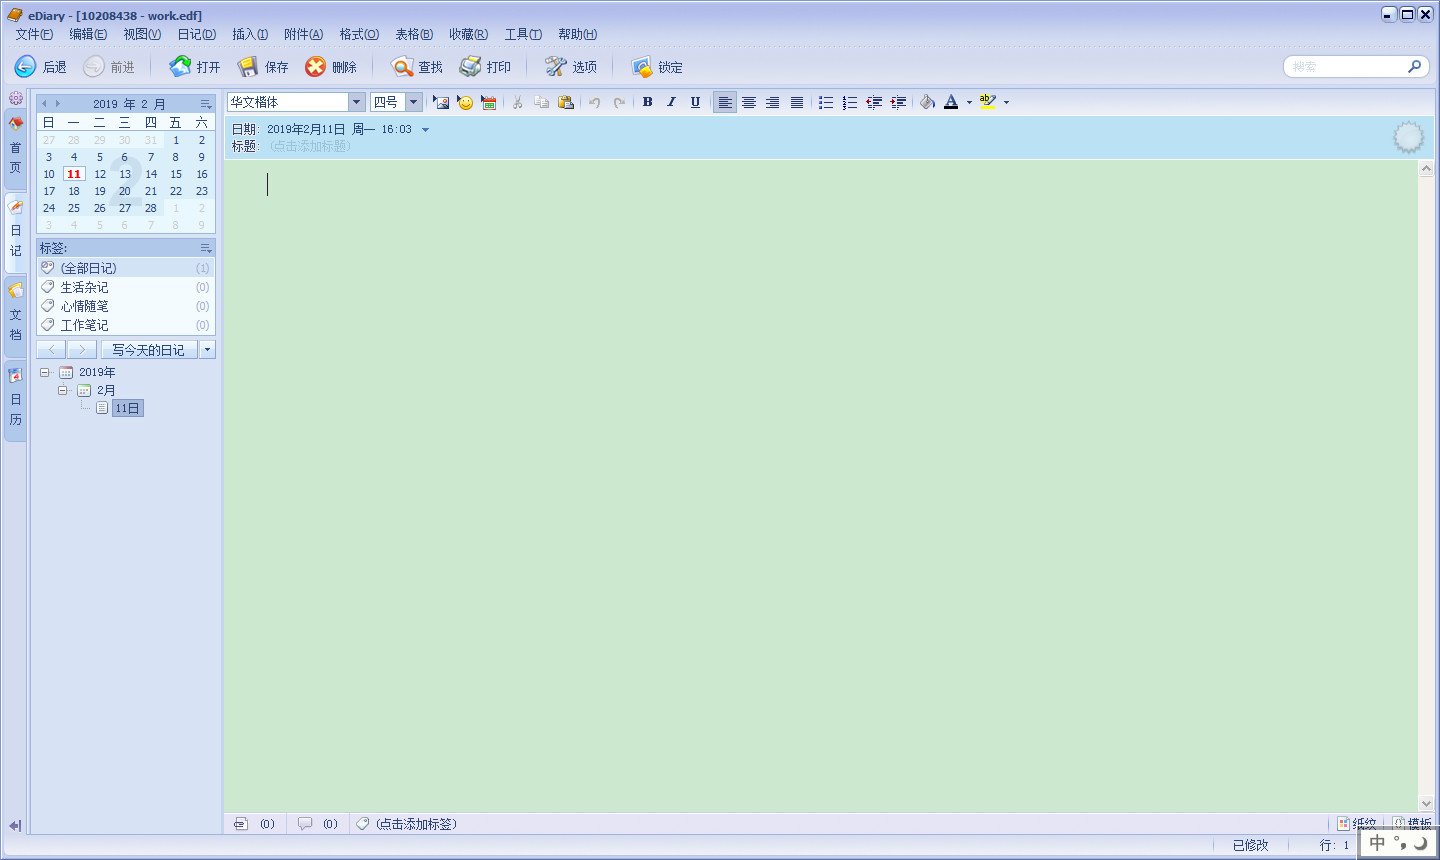 eDiary - [10208438 - work.edf]
文件(F) 编辑(E) 视图(V) 日记(D) 插入(I) 附件(A) 格式(O) 表格(B) 收藏(R) 工具(T) 帮助(H)
后退 前进 打开 保存 删除 查找 打印 选项 锁定 搜索
首页
日记
文档
日历
2019 年 2 月
日 一 二 三 四 五 六
27 28 29 30 31 1 2
3 4 5 6 7 8 9
10 11 12 13 14 15 16
17 18 19 20 21 22 23
24 25 26 27 28 1 2
3 4 5 6 7 8 9
2
标签:
(全部日记) (1)
生活杂记 (0)
心情随笔 (0)
工作笔记 (0)
写今天的日记
2019年
2月
11日
华文楷体 四号 B I U A ab
日期: 2019年2月11日 周一 16:03
标题: (点击添加标题)
(0) (0) (点击添加标签) 纸纹 模板
已修改 行: 1
中 °,